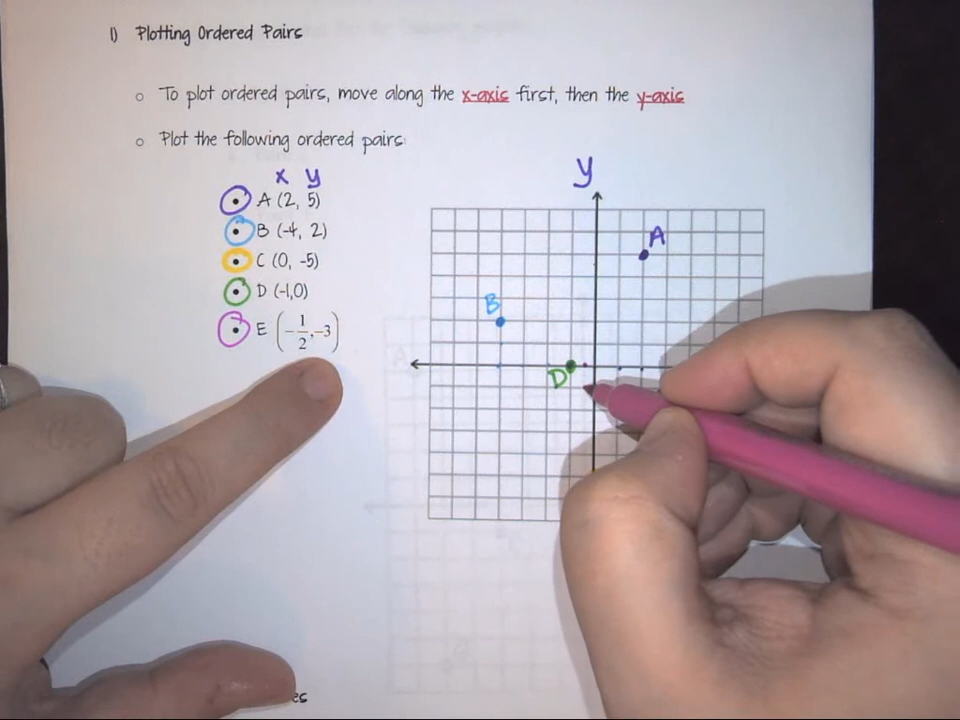 1) Plotting Ordered Pairs
To plot ordered pairs, move along the x-axis first, then the y-axis
Plot the following ordered pairs:
x y
A (2, 5)
B (-4, 2)
C (0, -5)
D (-1,0)
E (-1/2, -3)
y
A
B
D
es